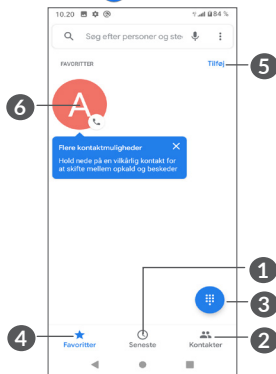 10.20 84 %
Søg efter personer og ste
FAVORITTER Tilføj 5
6 A
Flere kontaktmuligheder
Hold nede på en vilkårlig kontakt for
at skifte mellem opkald og beskeder
1
3
4 Favoritter Seneste Kontakter 2